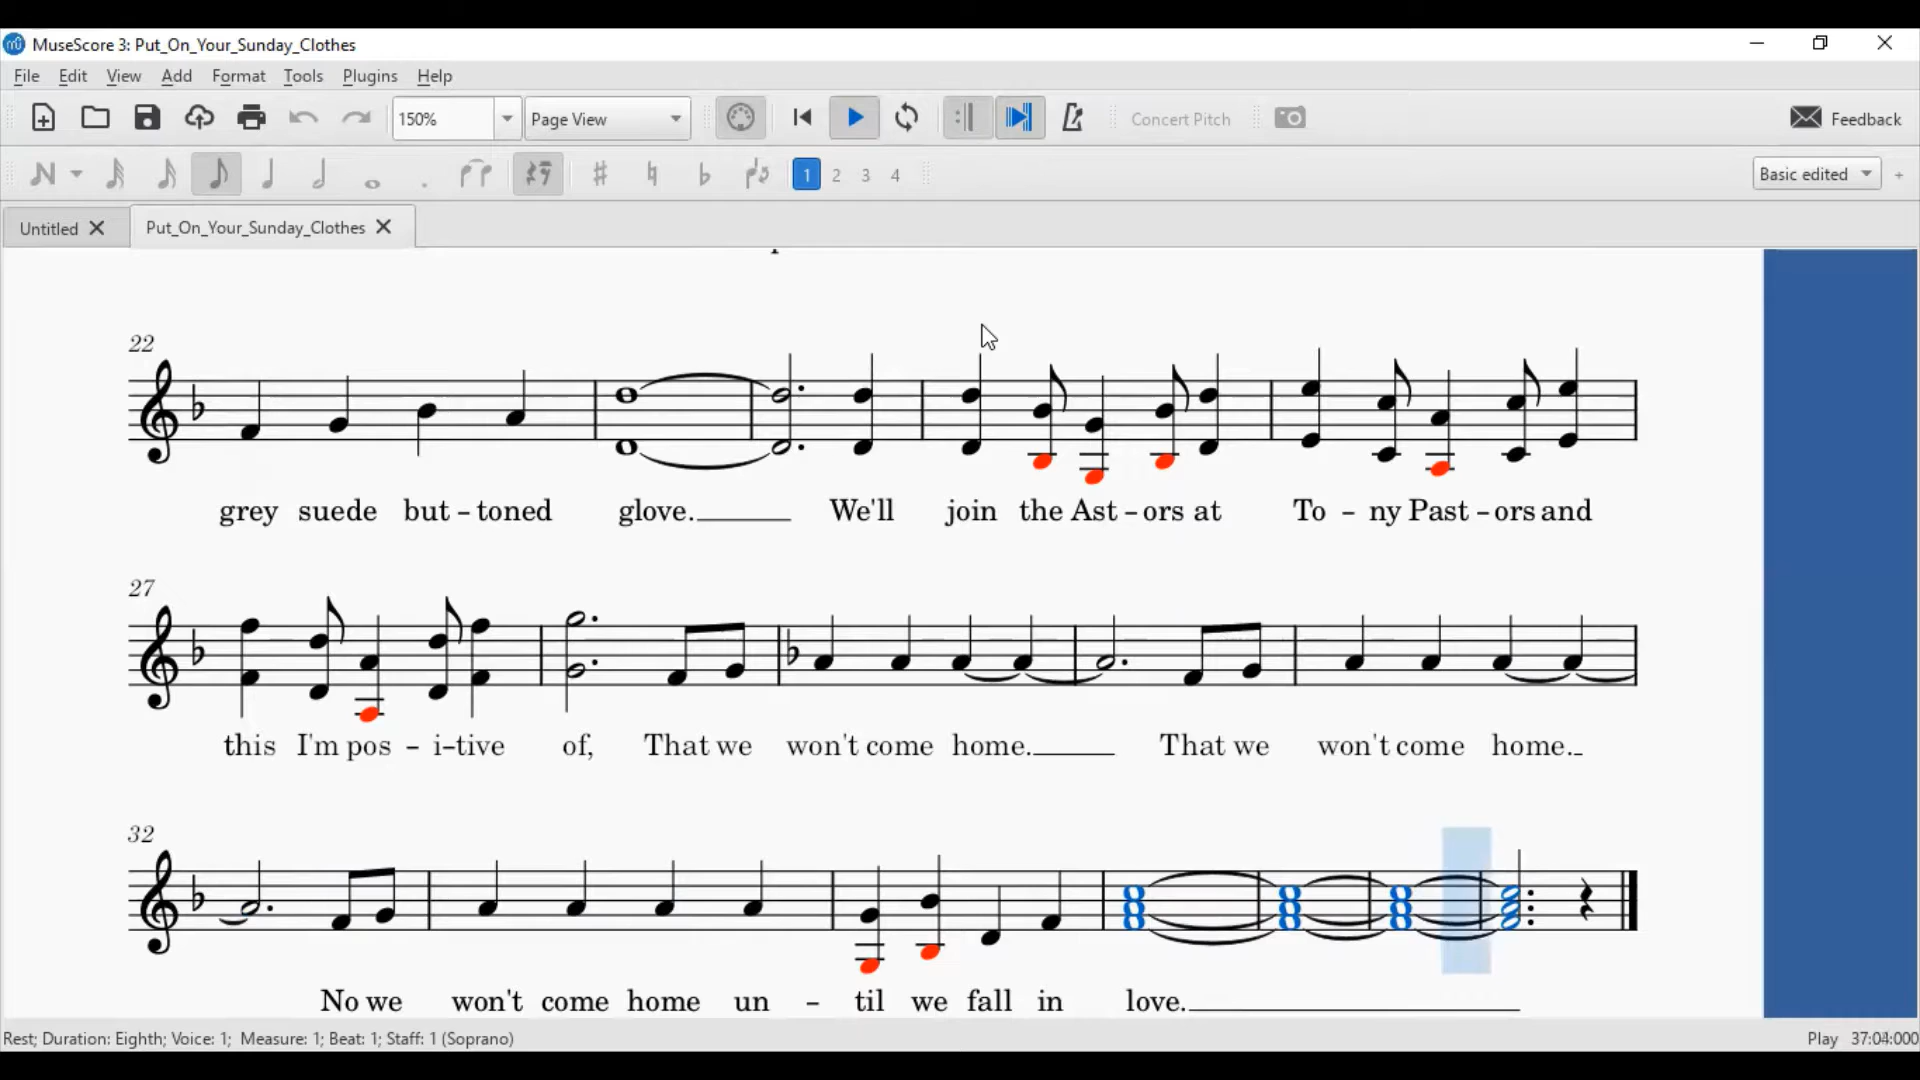 MuseScore 3: Put_On_Your_Sunday_Clothes
File Edit View Add Format Tools Plugins Help
150% Page View Concert Pitch Feedback
1 2 3 4 Basic edited
Untitled Put_On_Your_Sunday_Clothes
22
grey suede but - toned glove. We'll join the Ast - ors at To - ny Past - ors and
27
this I'm pos - i - tive of, That we won't come home. That we won't come home.
32
No we won't come home un - til we fall in love.
Rest; Duration: Eighth; Voice: 1; Measure: 1; Beat: 1; Staff: 1 (Soprano) Play 37:04:000